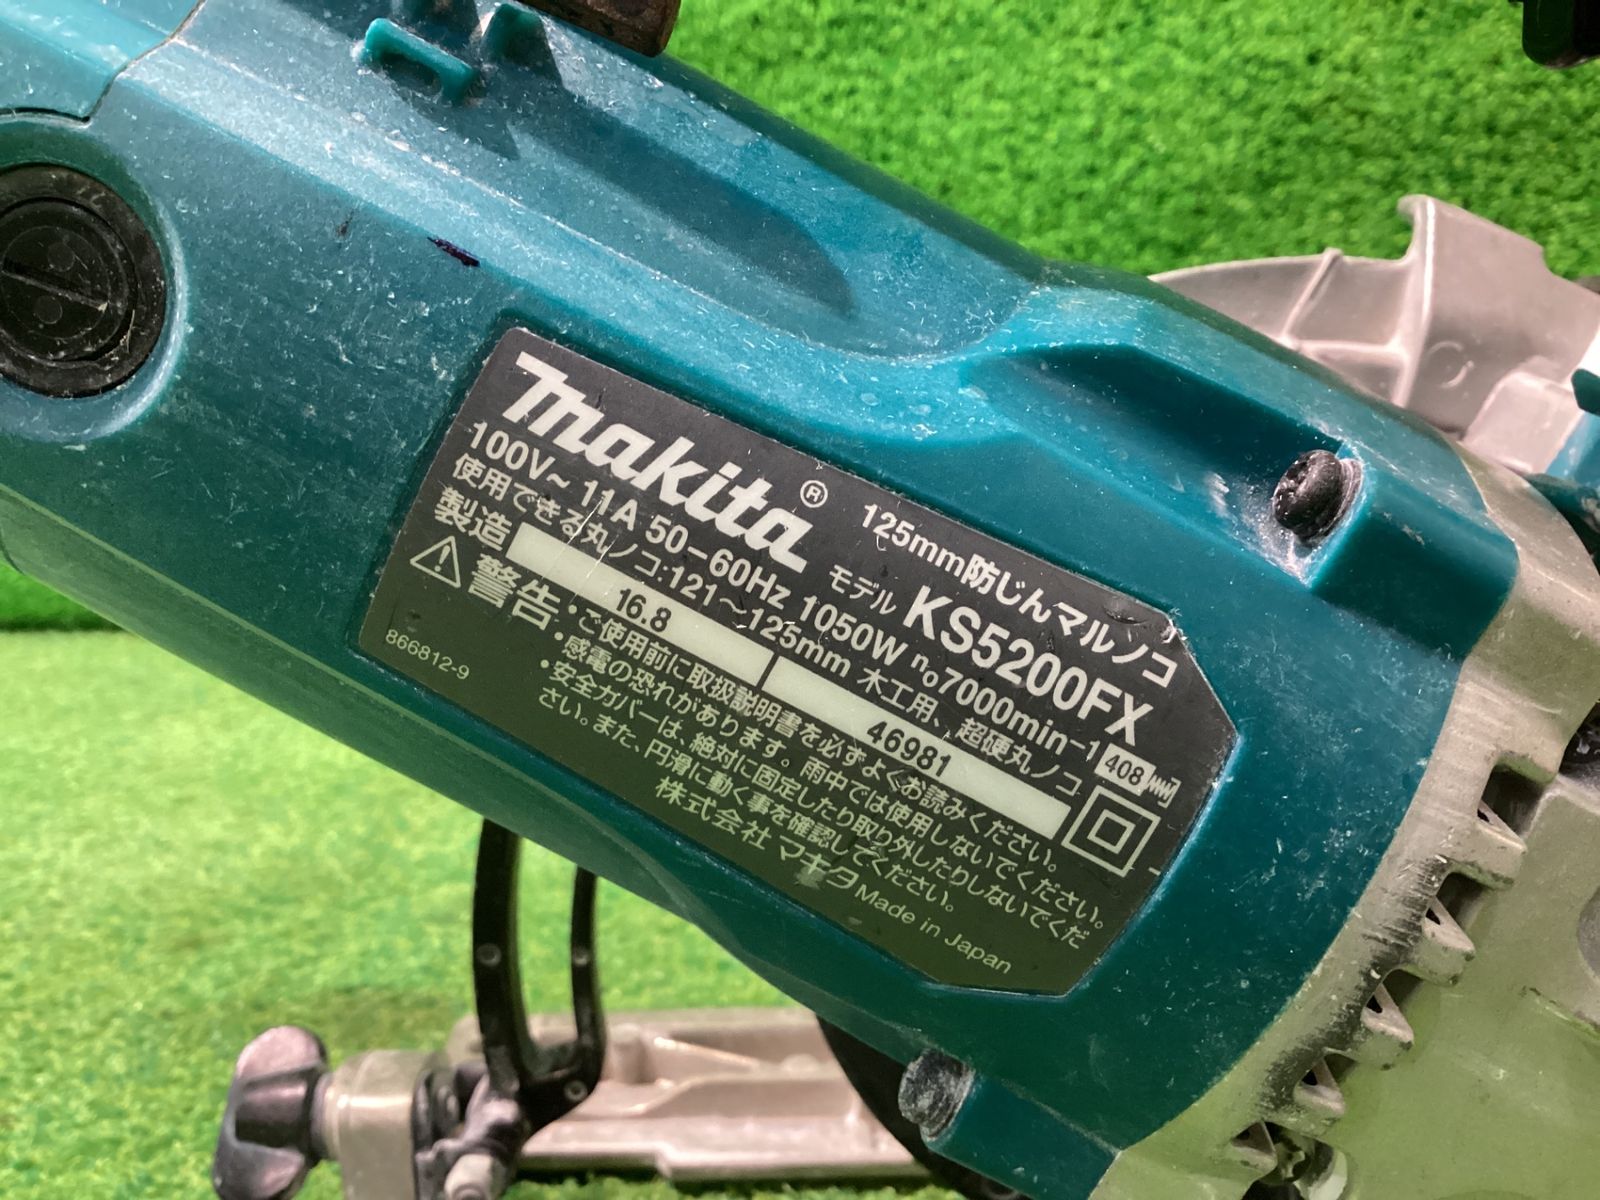 makita®
125mm防じんマルノコ
モデル KS5200FX
100V～ 11A 50-60Hz 1050W n₀7000min⁻¹ 408
使用できる丸ノコ:121～125mm 木工用、超硬丸ノコ
製造 16.8 46981
⚠警告
・ご使用前に取扱説明書を必ずよくお読みください。
・感電の恐れがあります。雨中では使用しないでください。
・安全カバーは、絶対に固定したり取り外したりしないでくだ
さい。また、円滑に動く事を確認してください。
株式会社マキタ Made in Japan
866812-9